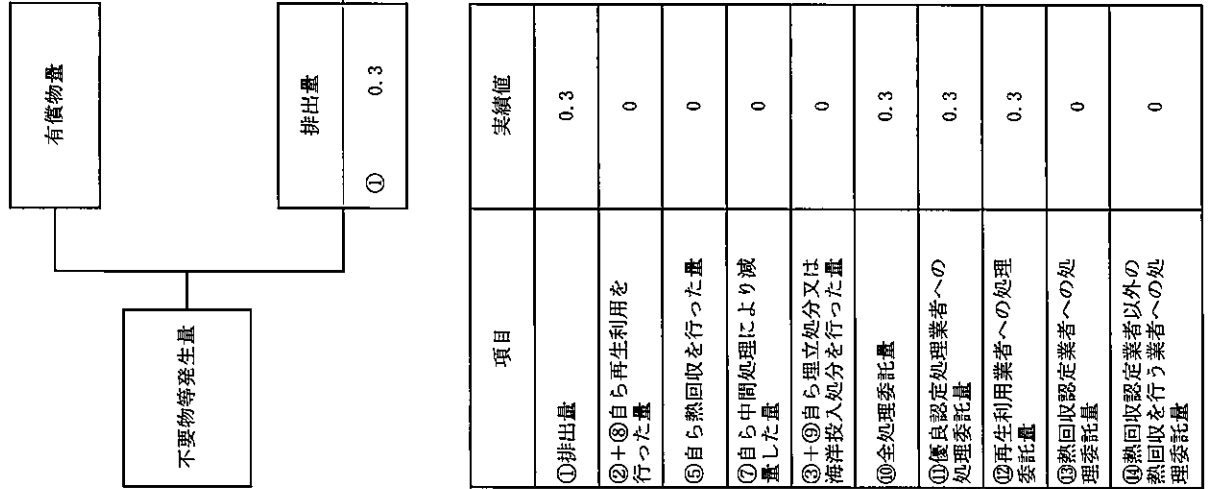 不要物等発生量
有償物量
排出量
① 0.3
項目 実績値
①排出量 0.3
②+⑧自ら再生利用を
行った量 0
⑤自ら熱回収を行った量 0
⑦自ら中間処理により減
量した量 0
③+⑨自ら埋立処分又は
海洋投入処分を行った量 0
⑩全処理委託量 0.3
⑪優良認定処理業者への
処理委託量 0.3
⑫再生利用業者への処理
委託量 0.3
⑬熱回収認定業者への処
理委託量 0
⑭熱回収認定業者以外の
熱回収を行う業者への処
理委託量 0